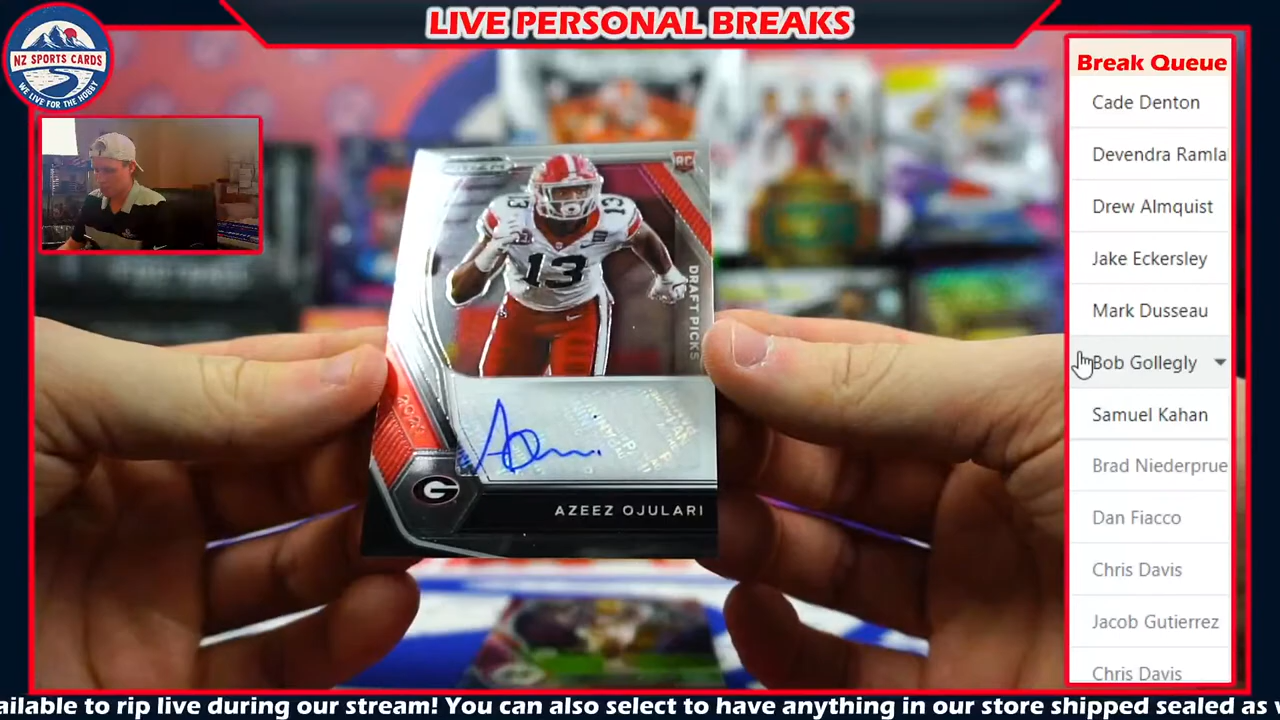 LIVE PERSONAL BREAKS
NZ SPORTS CARDS
WE LIVE FOR THE HOBBY
Break Queue
Cade Denton
Devendra Ramla
Drew Almquist
Jake Eckersley
Mark Dusseau
Bob Gollegly
Samuel Kahan
Brad Niederprue
Dan Fiacco
Chris Davis
Jacob Gutierrez
Chris Davis
RC
13
13
13
DRAFT PICKS
2021
G
AZEEZ OJULARI
ailable to rip live during our stream! You can also select to have anything in our store shipped sealed as